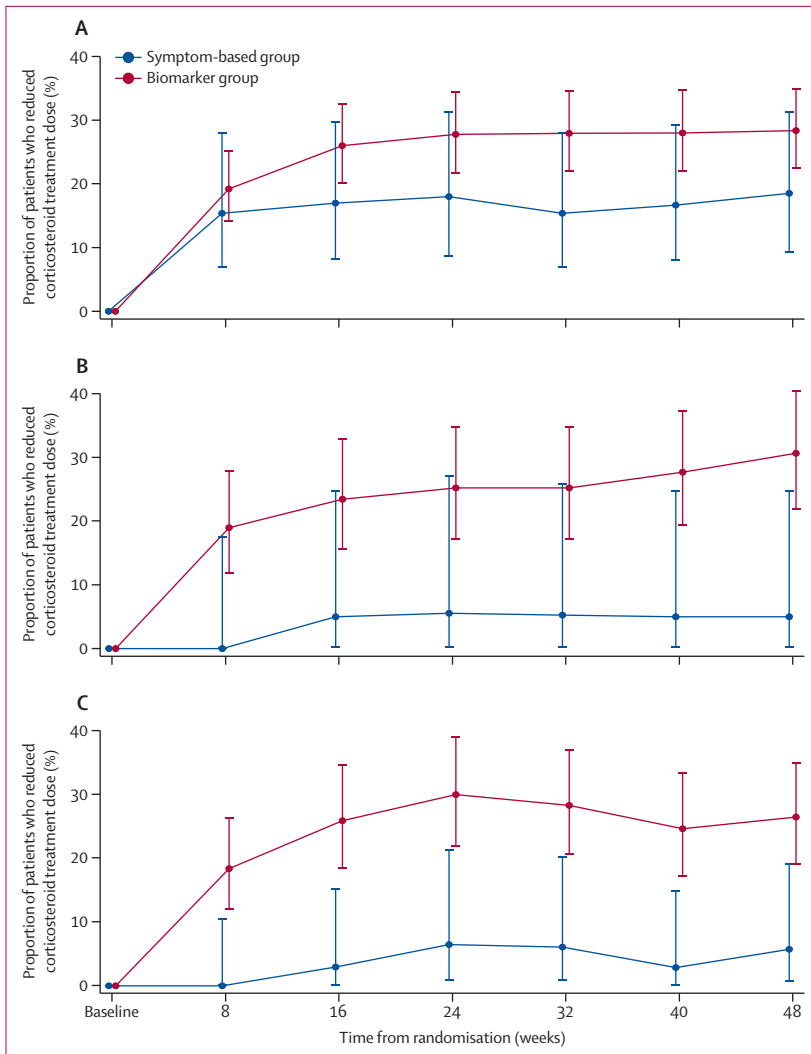 A
Symptom-based group
Biomarker group
Proportion of patients who reduced
corticosteroid treatment dose (%)
40
30
20
10
0
B
Proportion of patients who reduced
corticosteroid treatment dose (%)
40
30
20
10
0
C
Proportion of patients who reduced
corticosteroid treatment dose (%)
40
30
20
10
0
Baseline 8 16 24 32 40 48
Time from randomisation (weeks)